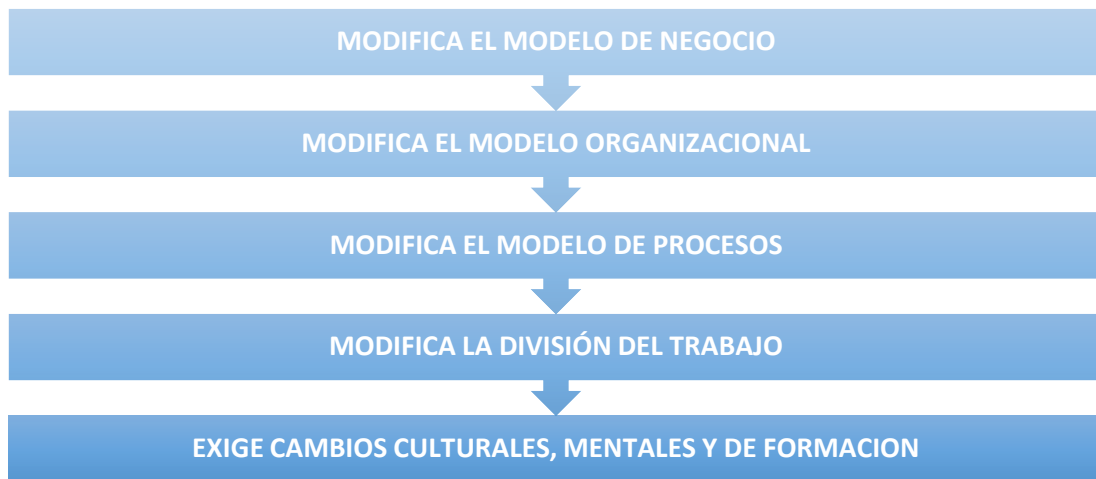 MODIFICA EL MODELO DE NEGOCIO
MODIFICA EL MODELO ORGANIZACIONAL
MODIFICA EL MODELO DE PROCESOS
MODIFICA LA DIVISIÓN DEL TRABAJO
EXIGE CAMBIOS CULTURALES, MENTALES Y DE FORMACION